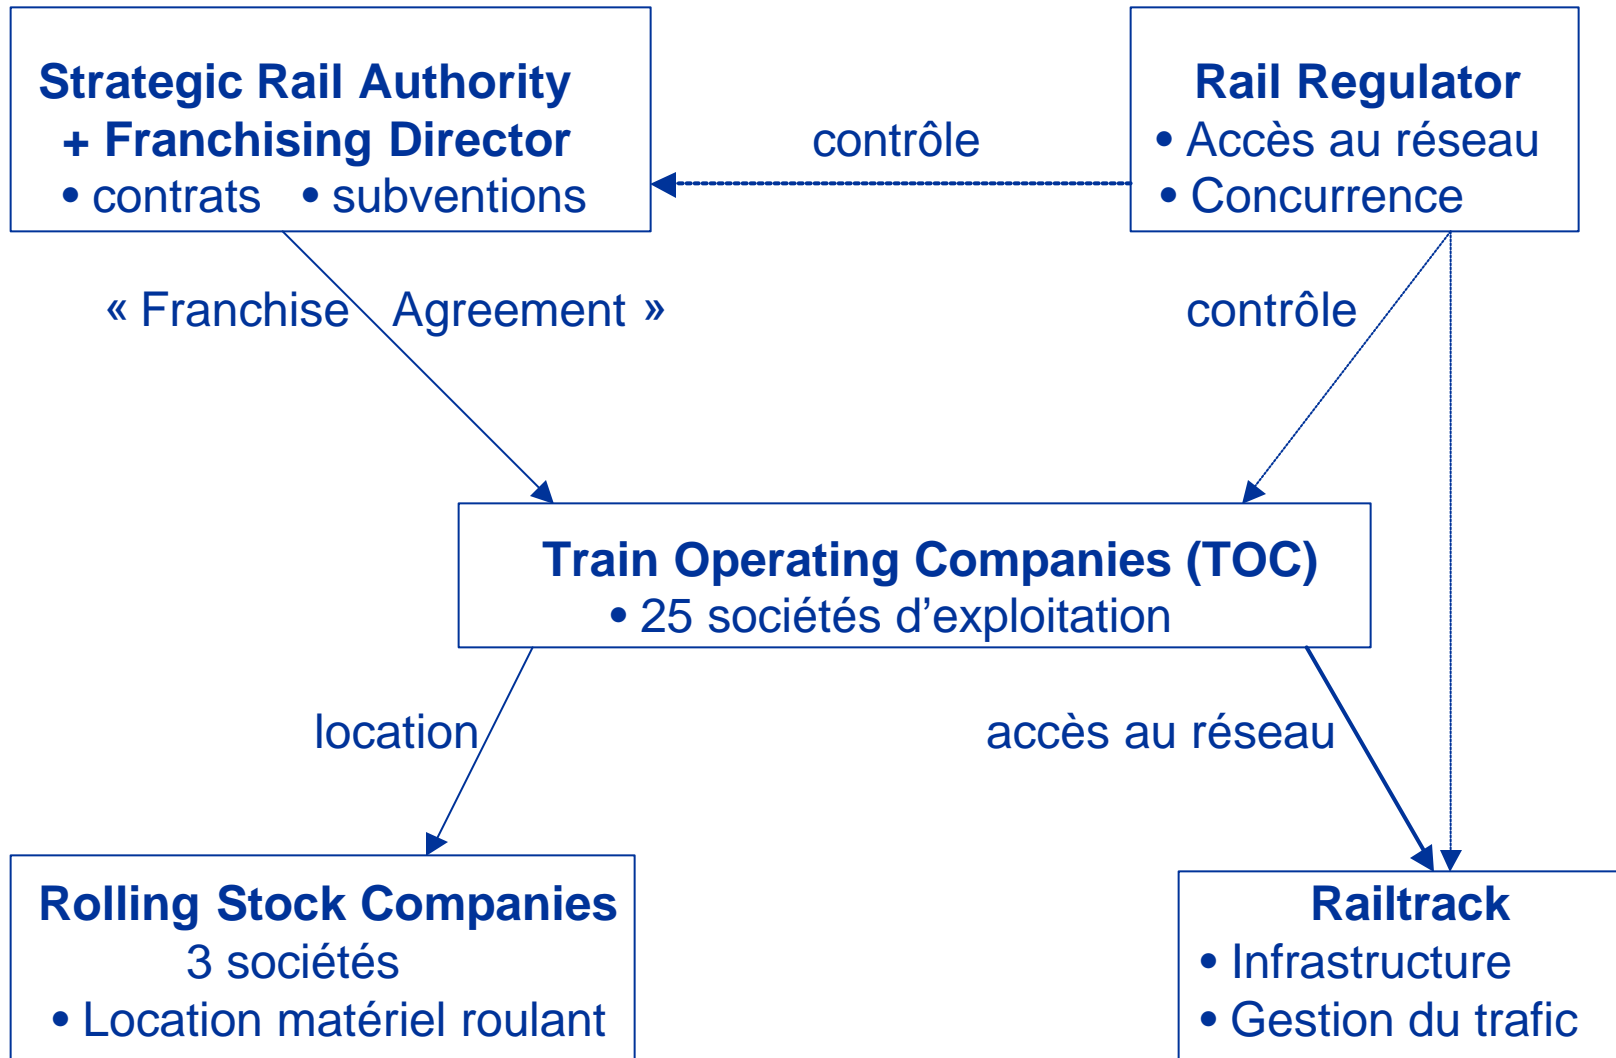 Strategic Rail Authority
+ Franchising Director
• contrats • subventions
contrôle
Rail Regulator
• Accès au réseau
• Concurrence
« Franchise Agreement »
contrôle
Train Operating Companies (TOC)
• 25 sociétés d’exploitation
location
accès au réseau
Rolling Stock Companies
3 sociétés
• Location matériel roulant
Railtrack
• Infrastructure
• Gestion du trafic